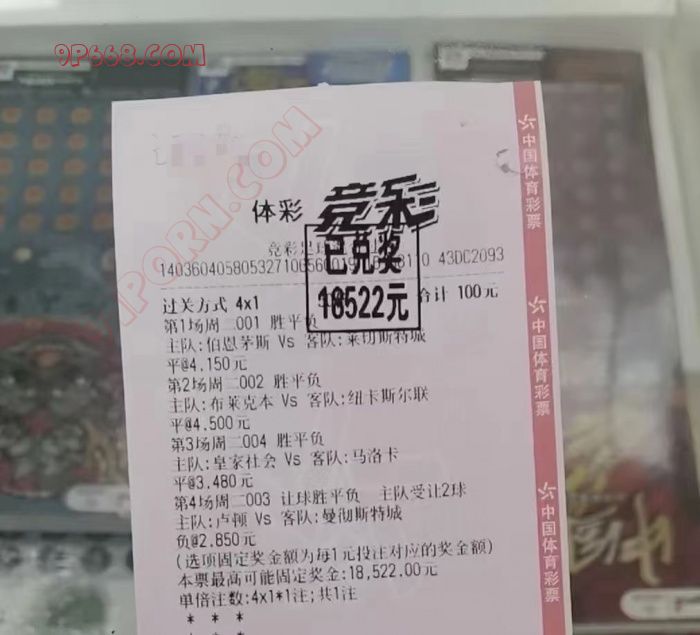 9P668.COM
体彩 竞彩
竞彩足球
已兑奖
18522元
43DC2093
过关方式 4x1 合计 100元
第1场周二001 胜平负
主队:伯恩茅斯 Vs 客队:莱切斯特城
平@4.150元
第2场周二002 胜平负
主队:布莱克本 Vs 客队:纽卡斯尔联
平@4.500元
第3场周二004 胜平负
主队:皇家社会 Vs 客队:马洛卡
平@3.480元
第4场周二003 让球胜平负 主队受让2球
主队:卢顿 Vs 客队:曼彻斯特城
负@2.850元
(选项固定奖金额为每1元投注对应的奖金额)
本票最高可能固定奖金:18,522.00元
单倍注数:4x1*1注;共1注
* * *
* * *
中国体育彩票
中国体育彩票
中国体育彩票